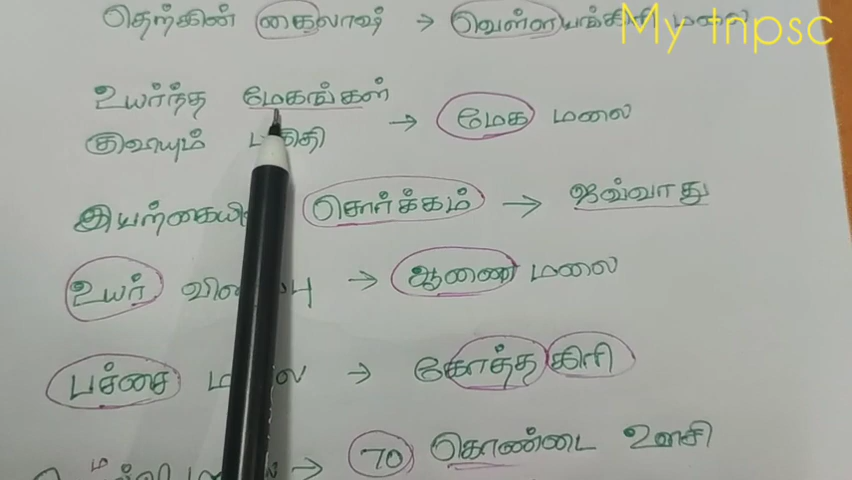 தென்கின் கைலாஷ் → வெள்ளயங்கிரி மலை
My tnpsc
உயர்ந்த மேகங்கள்
குவியும் பகுதி → மேக மலை
இயற்கையின் சொர்க்கம் → ஜவ்வாது
உயர் → ஆனை மலை
பச்சை மலை → கோத்தகிரி
→ 70 கொண்டை ஊசி